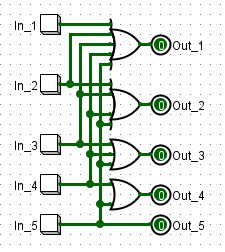 In_1
0 Out_1
In_2
0 Out_2
In_3
0 Out_3
In_4
0 Out_4
In_5
0 Out_5